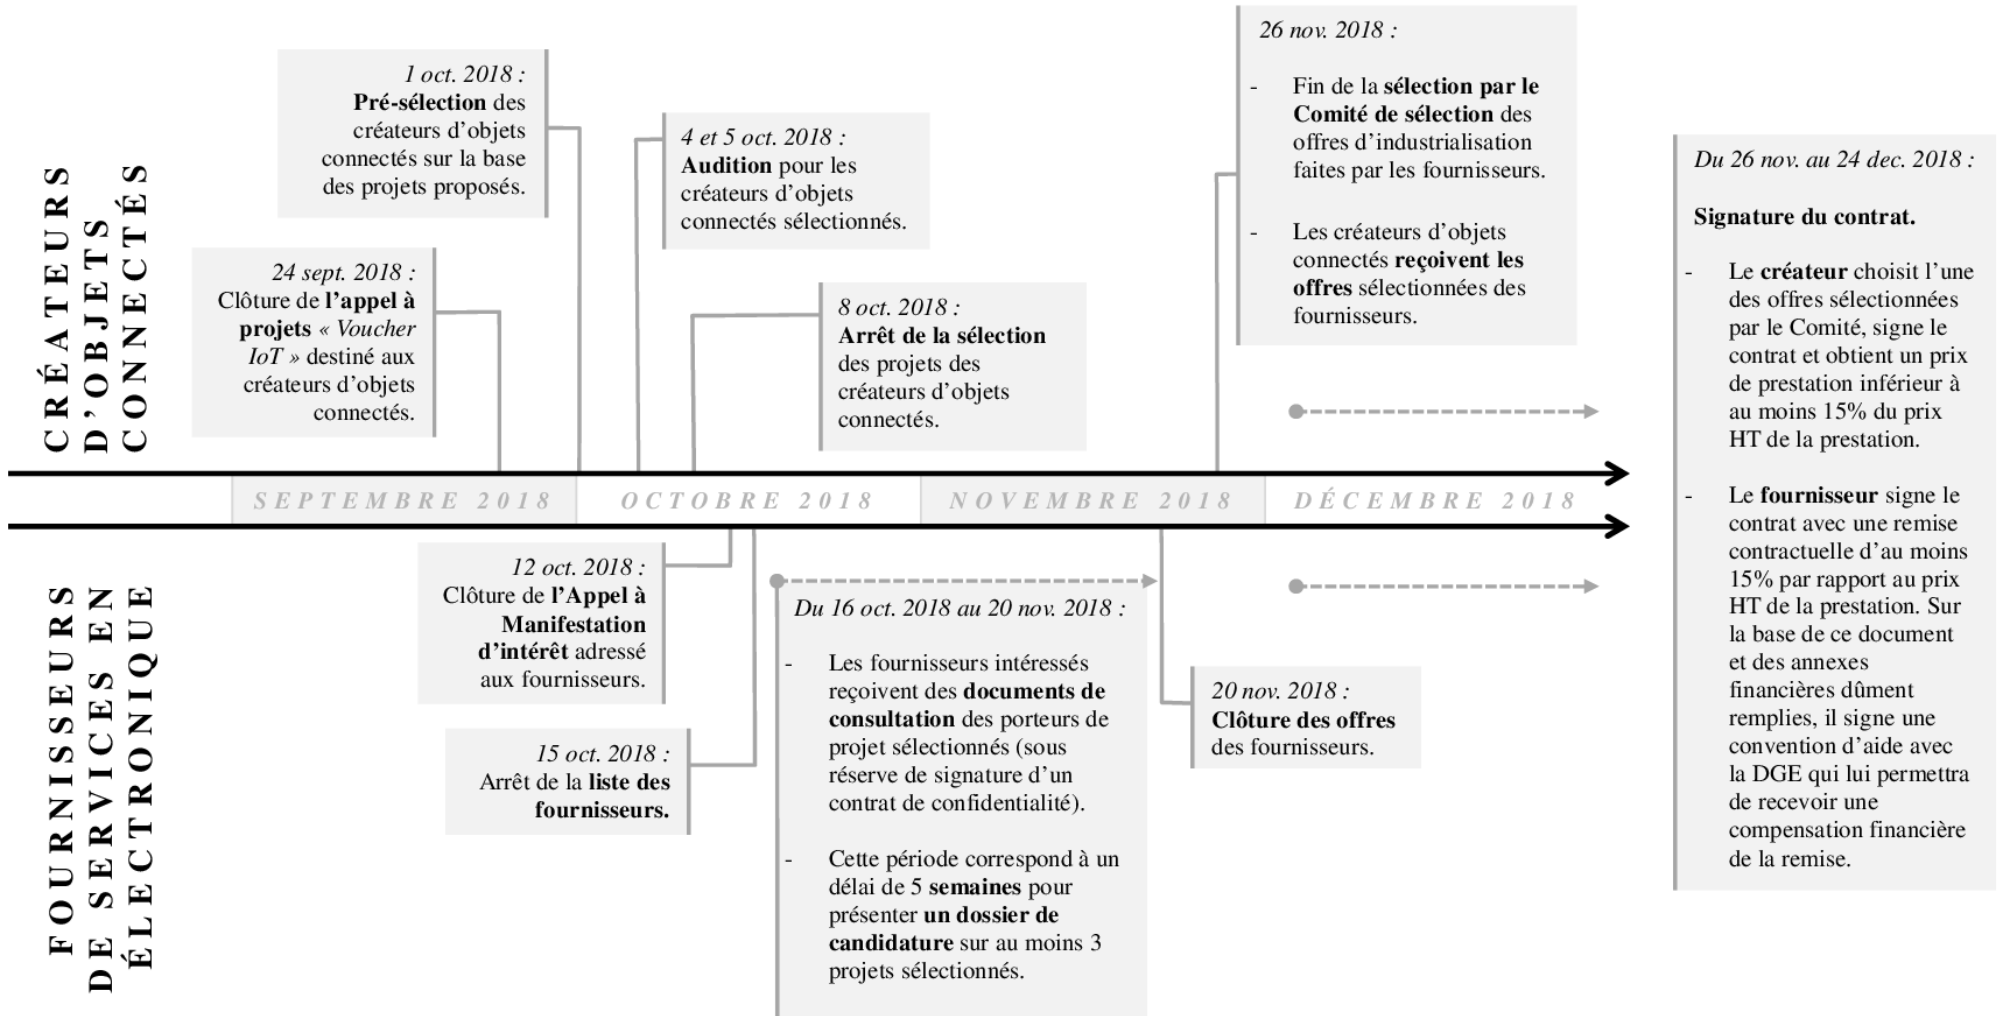 CRÉATEURS
D'OBJETS
CONNECTÉS
24 sept. 2018 :
Clôture de l'appel à
projets « Voucher
IoT » destiné aux
créateurs d'objets
connectés.
1 oct. 2018 :
Pré-sélection des
créateurs d'objets
connectés sur la base
des projets proposés.
4 et 5 oct. 2018 :
Audition pour les
créateurs d'objets
connectés sélectionnés.
8 oct. 2018 :
Arrêt de la sélection
des projets des
créateurs d'objets
connectés.
26 nov. 2018 :
- Fin de la sélection par le
Comité de sélection des
offres d'industrialisation
faites par les fournisseurs.
- Les créateurs d'objets
connectés reçoivent les
offres sélectionnées des
fournisseurs.
SEPTEMBRE 2018
OCTOBRE 2018
NOVEMBRE 2018
DÉCEMBRE 2018
FOURNISSEURS
DE SERVICES EN
ÉLECTRONIQUE
12 oct. 2018 :
Clôture de l'Appel à
Manifestation
d'intérêt adressé
aux fournisseurs.
15 oct. 2018 :
Arrêt de la liste des
fournisseurs.
Du 16 oct. 2018 au 20 nov. 2018 :
- Les fournisseurs intéressés
reçoivent des documents de
consultation des porteurs de
projet sélectionnés (sous
réserve de signature d'un
contrat de confidentialité).
- Cette période correspond à un
délai de 5 semaines pour
présenter un dossier de
candidature sur au moins 3
projets sélectionnés.
20 nov. 2018 :
Clôture des offres
des fournisseurs.
Du 26 nov. au 24 dec. 2018 :
Signature du contrat.
- Le créateur choisit l'une
des offres sélectionnées
par le Comité, signe le
contrat et obtient un prix
de prestation inférieur à
au moins 15% du prix
HT de la prestation.
- Le fournisseur signe le
contrat avec une remise
contractuelle d'au moins
15% par rapport au prix
HT de la prestation. Sur
la base de ce document
et des annexes
financières dûment
remplies, il signe une
convention d'aide avec
la DGE qui lui permettra
de recevoir une
compensation financière
de la remise.